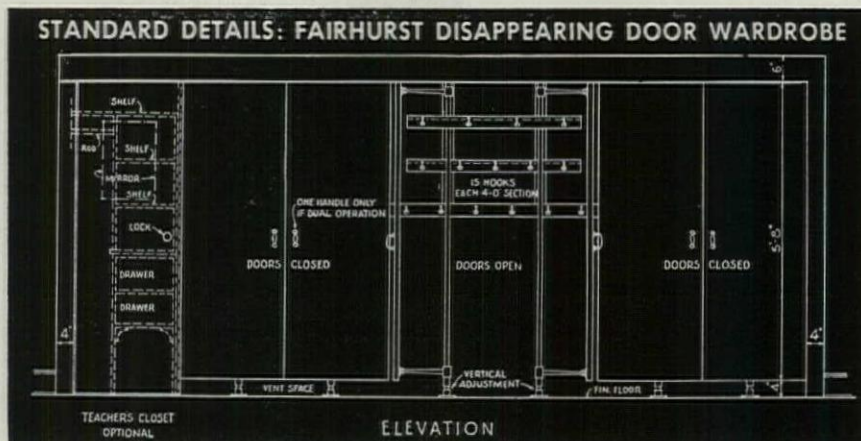 STANDARD DETAILS: FAIRHURST DISAPPEARING DOOR WARDROBE
6"
SHELF
ROD
SHELF
MIRROR
SHELF
15 HOOKS
EACH 4'-0" SECTION
ONE HANDLE ONLY
IF DUAL OPERATION
LOCK
5'-8"
DOORS CLOSED
DOORS OPEN
DOORS CLOSED
DRAWER
DRAWER
4"
4"
VENT SPACE
VERTICAL
ADJUSTMENT
FIN. FLOOR
4"
TEACHERS CLOSET
OPTIONAL
ELEVATION